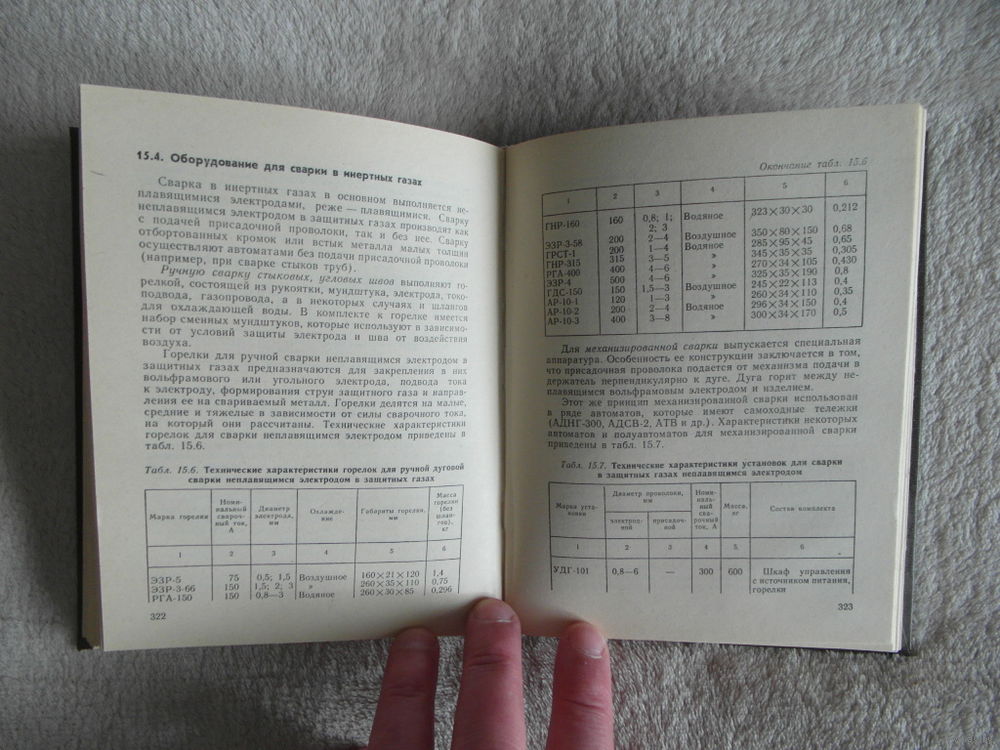 15.4. Оборудование для сварки в инертных газах
Сварка в инертных газах в основном выполняется не-
плавящимися электродами, реже — плавящимися. Сварку
неплавящимся электродом в защитных газах производят как
с подачей присадочной проволоки, так и без нее. Сварку
отбортованных кромок или встык металла малых толщин
осуществляют автоматами без подачи присадочной проволоки
(например, при сварке стыков труб).
Ручную сварку стыковых, угловых швов выполняют го-
релкой, состоящей из рукоятки, мундштука, электрода, токо-
подвода, газопровода, а в некоторых случаях и шлангов
для охлаждающей воды. В комплекте к горелке имеется
набор сменных мундштуков, которые используют в зависимо-
сти от условий защиты электрода и шва от воздействия
воздуха.
Горелки для ручной сварки неплавящимся электродом в
защитных газах предназначаются для закрепления в них
вольфрамового или угольного электрода, подвода тока
к электроду, формирования струи защитного газа и направ-
ления ее на свариваемый металл. Горелки делятся на малые,
средние и тяжелые в зависимости от силы сварочного тока,
на который они рассчитаны. Технические характеристики
горелок для сварки неплавящимся электродом приведены в
табл. 15.6.
Табл. 15.6. Технические характеристики горелок для ручной дуговой
сварки неплавящимся электродом в защитных газах
Марка горелки | Номи-нальный свароч-ный ток, А | Диаметр электрода, мм | Охлажде-ние | Габариты горелки, мм | Масса горелки (без шлан-гов), кг
1 2 3 4 5 6
ЭЗР-5 75 0,5; 1,5 Воздушное 160×21×120 1,4
ЭЗР-3-66 150 1,5; 2; 3 » 260×35×110 0,75
РГА-150 150 0,8—3 Водяное 260×30×85 0,296
322
Окончание табл. 15.6
1 2 3 4 5 6
ГНР-160 160 0,8; 1; 2; 3 Водяное 323×30×30 0,212
ЭЗР-3-58 200 2—4 Воздушное 350×80×150 0,68
ГРСТ-1 200 1—4 Водяное 285×95×45 0,65
ГНР-315 315 3—5 » 345×35×35 0,305
РГА-400 400 4—6 » 270×34×105 0,430
ЭЗР-4 500 4—6 » 325×35×190 0,8
ГДС-150 150 1,5—3 Воздушное 245×22×113 0,4
АР-10-1 120 1—3 » 260×34×110 0,35
АР-10-2 200 2—4 Водяное 296×34×150 0,4
АР-10-3 400 3—8 » 300×34×170 0,5
Для механизированной сварки выпускается специальная
аппаратура. Особенность ее конструкции заключается в том,
что присадочная проволока подается от механизма подачи в
держатель перпендикулярно к дуге. Дуга горит между не-
плавящимся вольфрамовым электродом и изделием.
Этот же принцип механизированной сварки использован
в ряде автоматов, которые имеют самоходные тележки
(АДНГ-300, АДСВ-2, АТВ и др.). Характеристики некоторых
автоматов и полуавтоматов для механизированной сварки
приведены в табл. 15.7.
Табл. 15.7. Технические характеристики установок для сварки
в защитных газах неплавящимся электродом
Марка уста-новки | Диаметр проволоки, мм | электрод-ной | присадоч-ной | Номи-наль-ный сва-рочный ток, А | Масса, кг | Состав комплекта
1 2 3 4 5 6
УДГ-101 0,8—6 — 300 600 Шкаф управления
с источником питания,
горелки
323